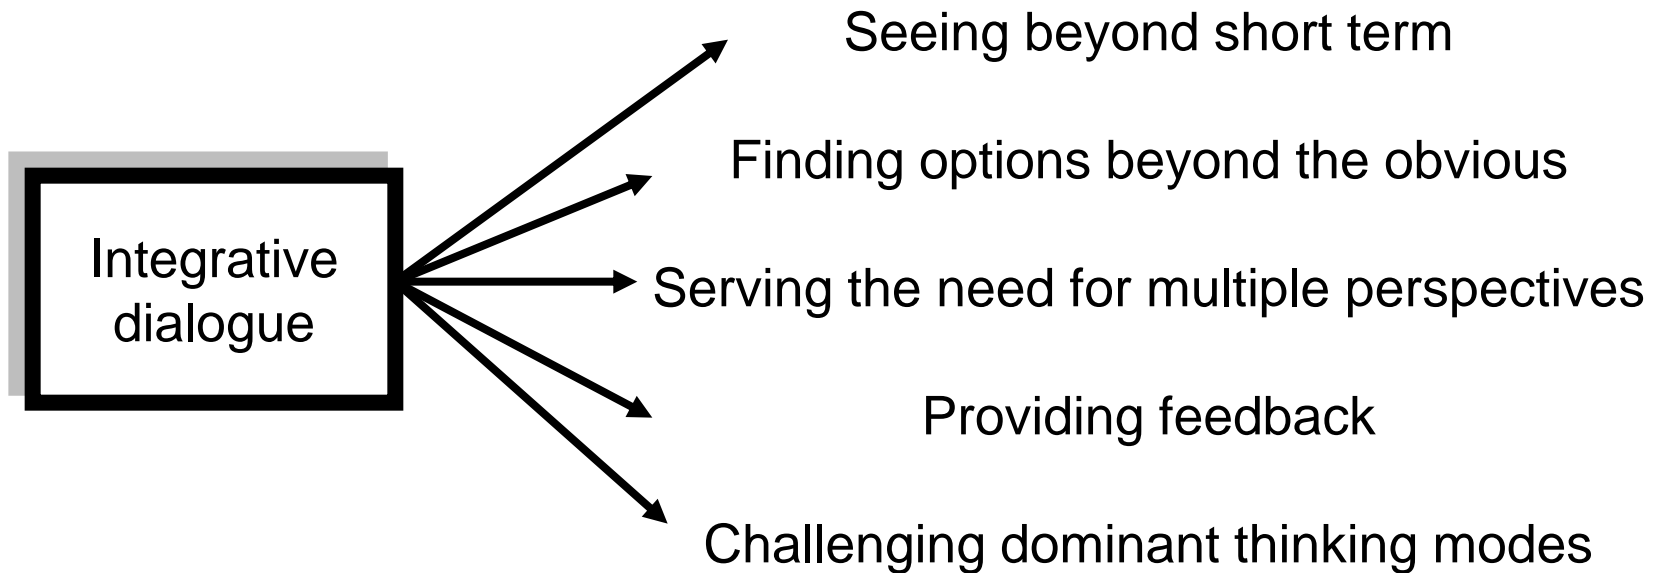 Seeing beyond short term
Finding options beyond the obvious
Integrative
dialogue
Serving the need for multiple perspectives
Providing feedback
Challenging dominant thinking modes